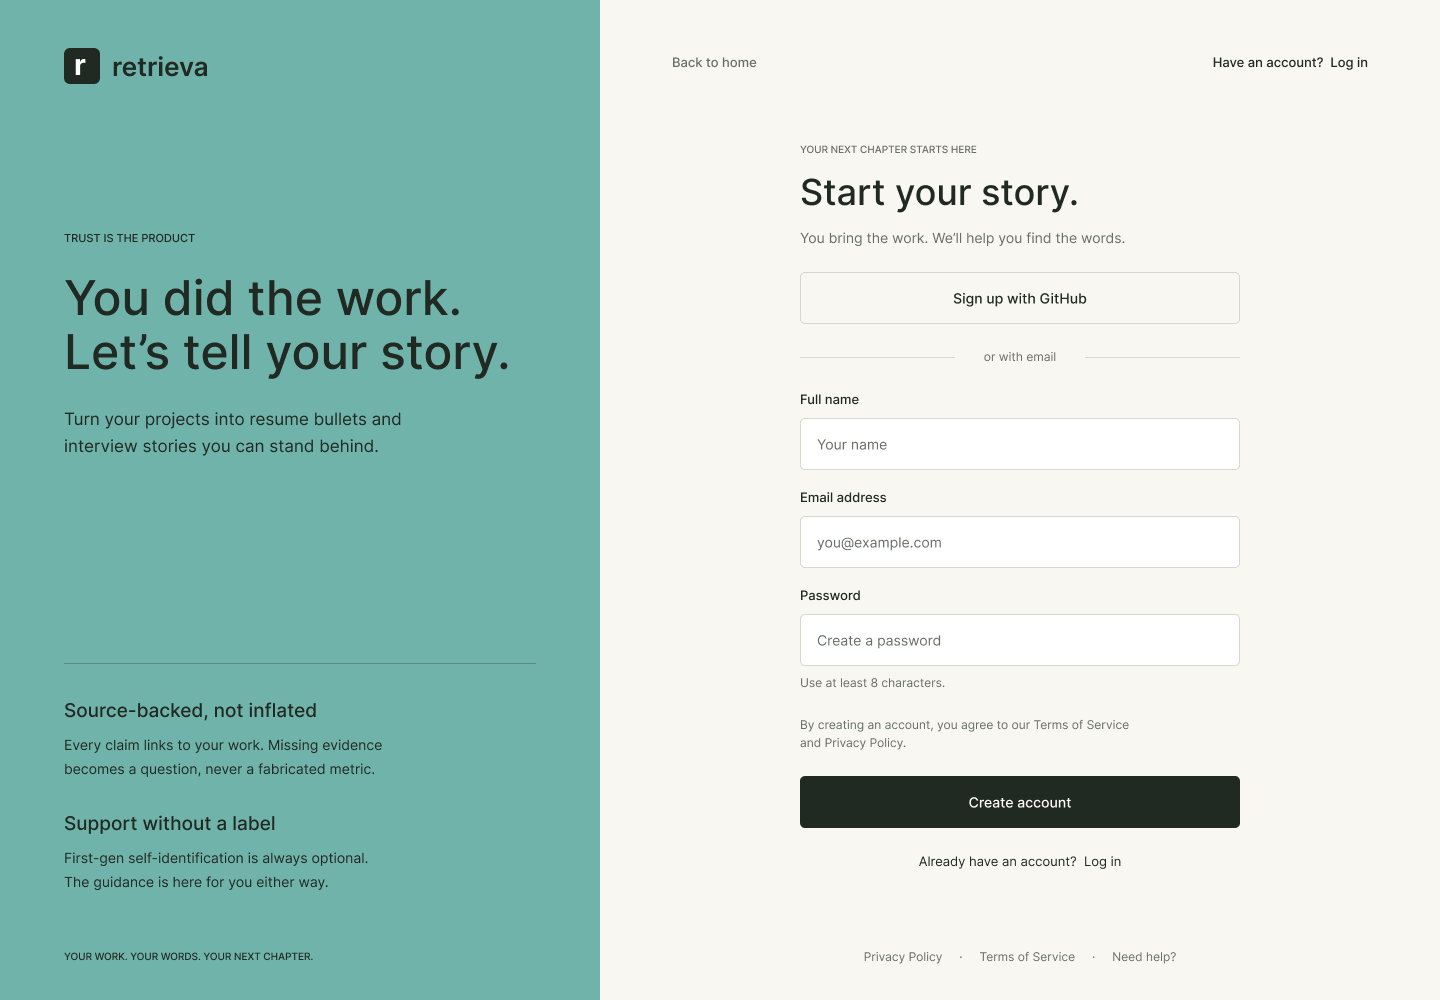 r retrieva
TRUST IS THE PRODUCT
You did the work.
Let’s tell your story.
Turn your projects into resume bullets and
interview stories you can stand behind.
Source-backed, not inflated
Every claim links to your work. Missing evidence
becomes a question, never a fabricated metric.
Support without a label
First-gen self-identification is always optional.
The guidance is here for you either way.
YOUR WORK. YOUR WORDS. YOUR NEXT CHAPTER.
Back to home
Have an account? Log in
YOUR NEXT CHAPTER STARTS HERE
Start your story.
You bring the work. We’ll help you find the words.
Sign up with GitHub
or with email
Full name
Your name
Email address
you@example.com
Password
Create a password
Use at least 8 characters.
By creating an account, you agree to our Terms of Service
and Privacy Policy.
Create account
Already have an account? Log in
Privacy Policy · Terms of Service · Need help?